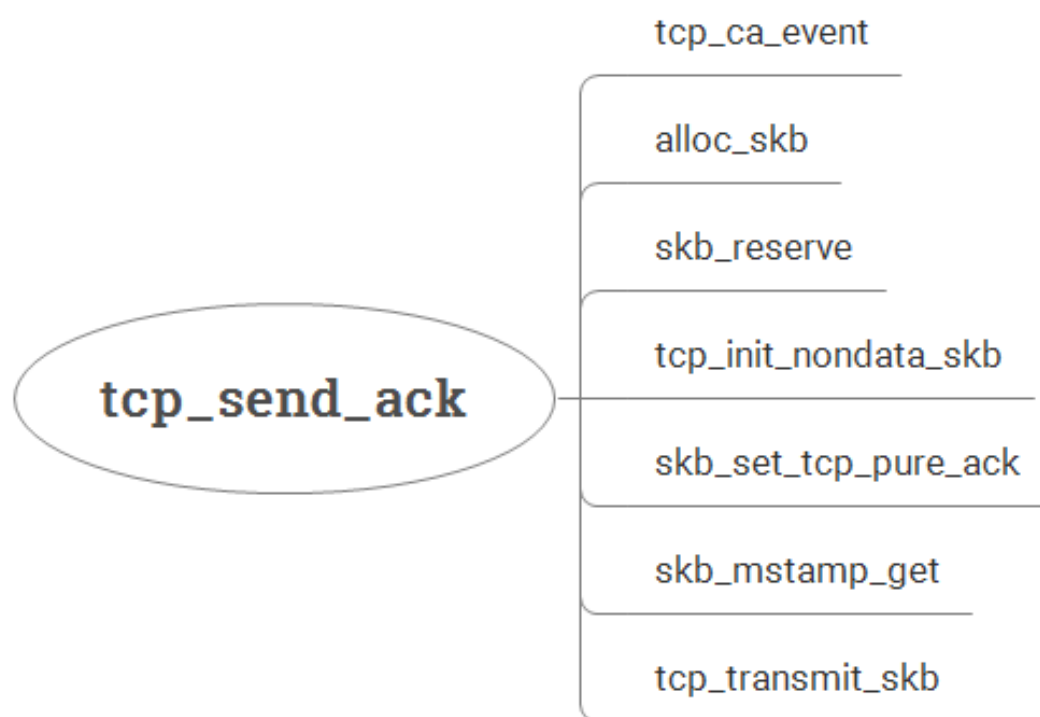 tcp_ca_event
alloc_skb
skb_reserve
tcp_send_ack
tcp_init_nondata_skb
skb_set_tcp_pure_ack
skb_mstamp_get
tcp_transmit_skb